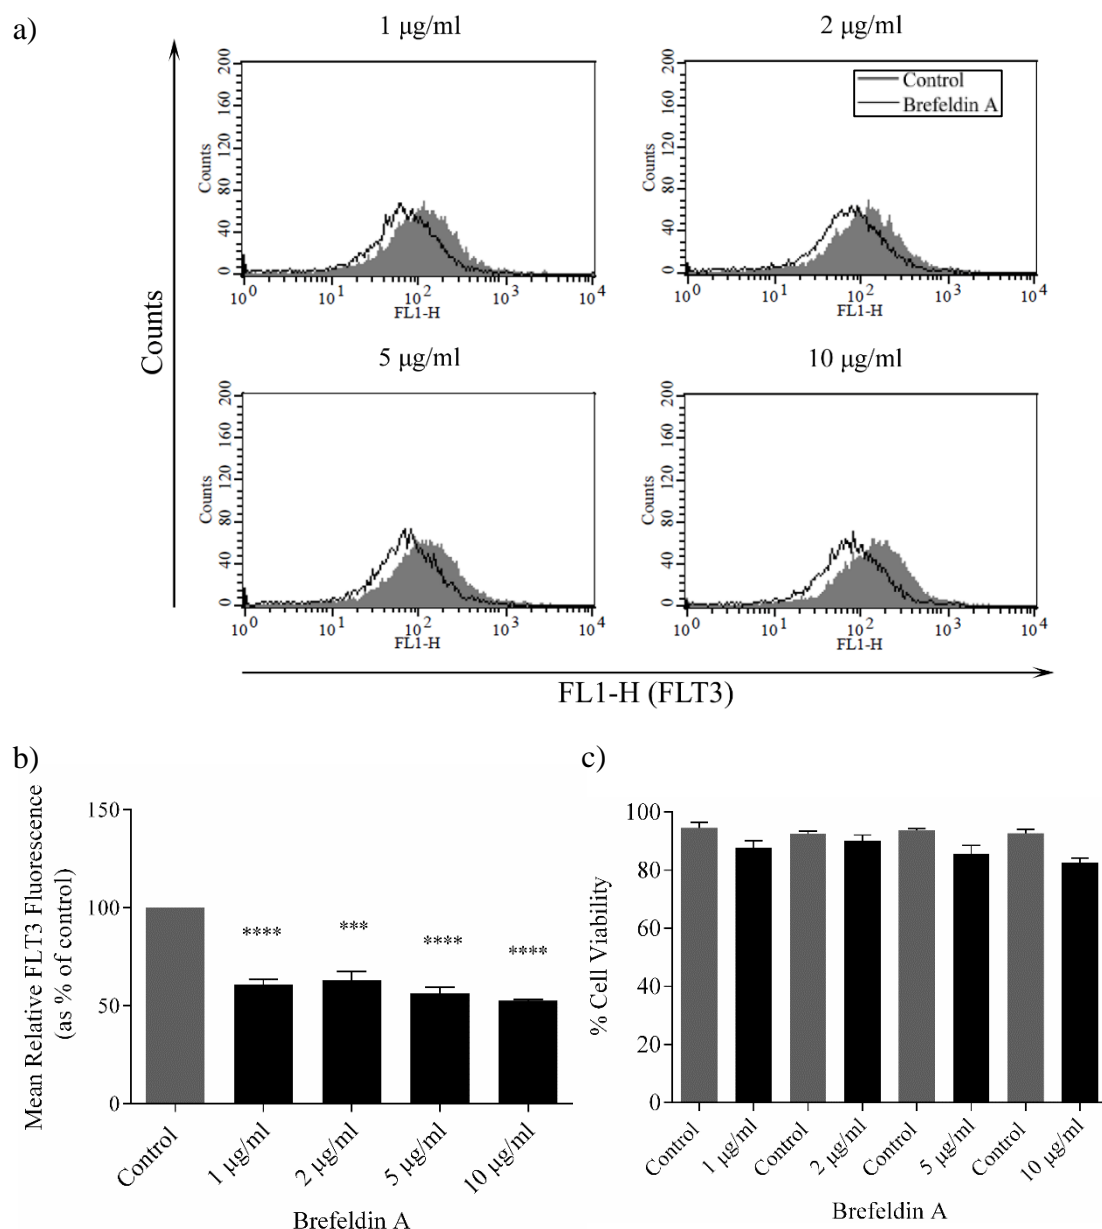 a)
1 µg/ml
2 µg/ml
Counts
200
160
120
80
40
0
Counts
10^0 10^1 10^2 10^3 10^4
FL1-H
200
160
120
80
40
0
Counts
10^0 10^1 10^2 10^3 10^4
FL1-H
Control
Brefeldin A
5 µg/ml
10 µg/ml
200
160
120
80
40
0
Counts
10^0 10^1 10^2 10^3 10^4
FL1-H
200
160
120
80
40
0
Counts
10^0 10^1 10^2 10^3 10^4
FL1-H
FL1-H (FLT3)
b)
Mean Relative FLT3 Fluorescence
(as % of control)
150
100
50
0
****
***
****
****
Control
1 µg/ml
2 µg/ml
5 µg/ml
10 µg/ml
Brefeldin A
c)
% Cell Viability
100
80
60
40
20
0
Control
1 µg/ml
Control
2 µg/ml
Control
5 µg/ml
Control
10 µg/ml
Brefeldin A